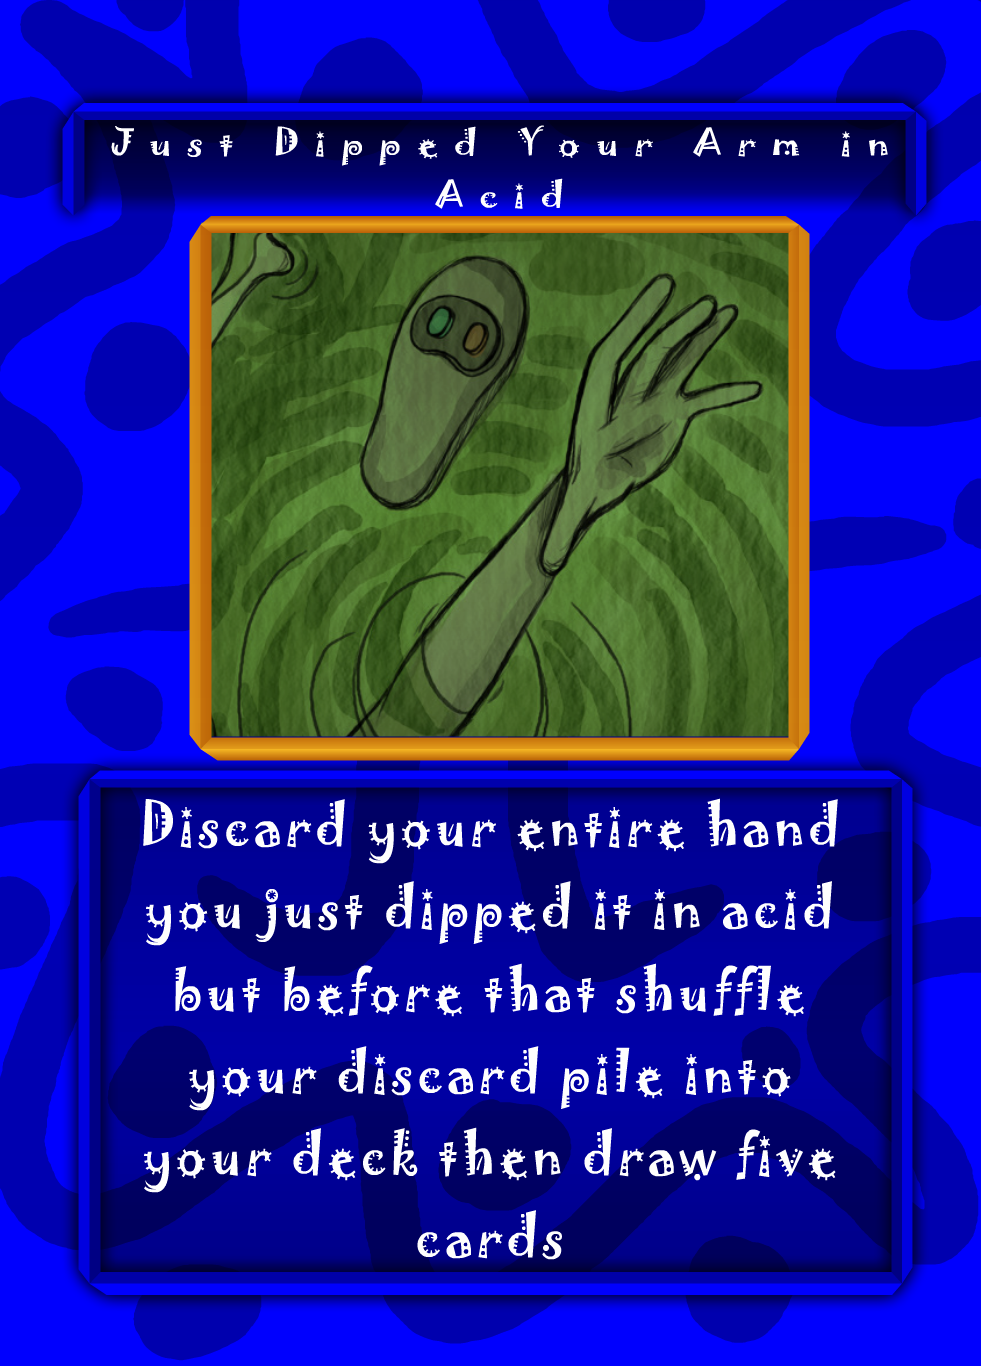 Just Dipped Your Arm in
Acid
Discard your entire hand
you just dipped it in acid
but before that shuffle
your discard pile into
your deck then draw five
cards